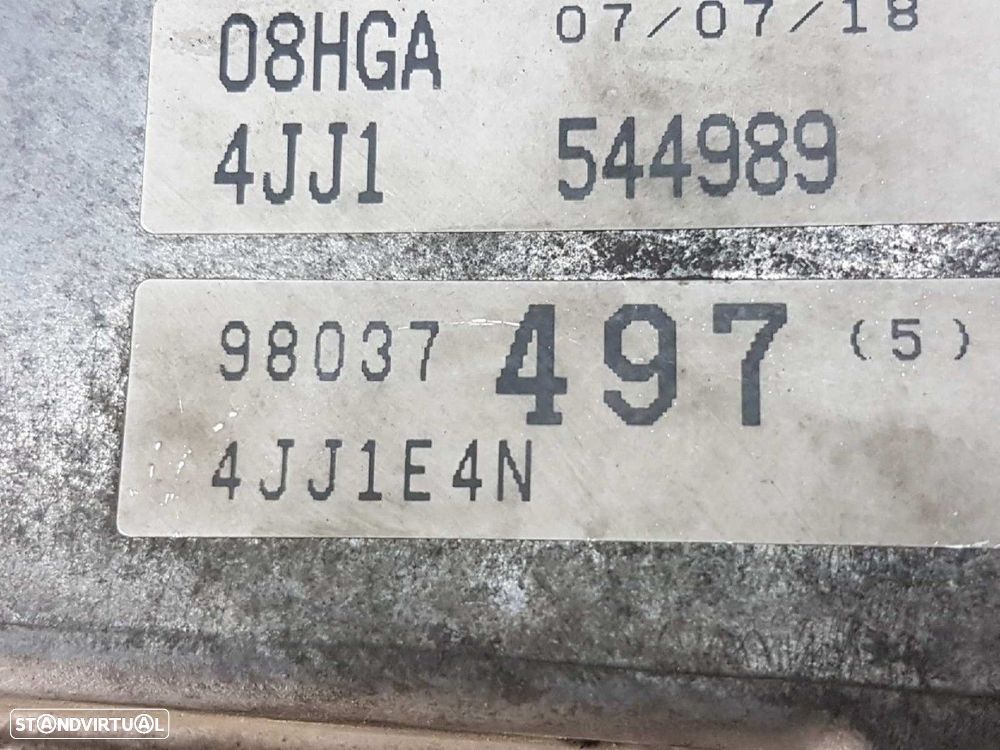 08HGA 07/07/18
4JJ1 544989
98037 497 (5)
4JJ1E4N
STANDVIRTUAL